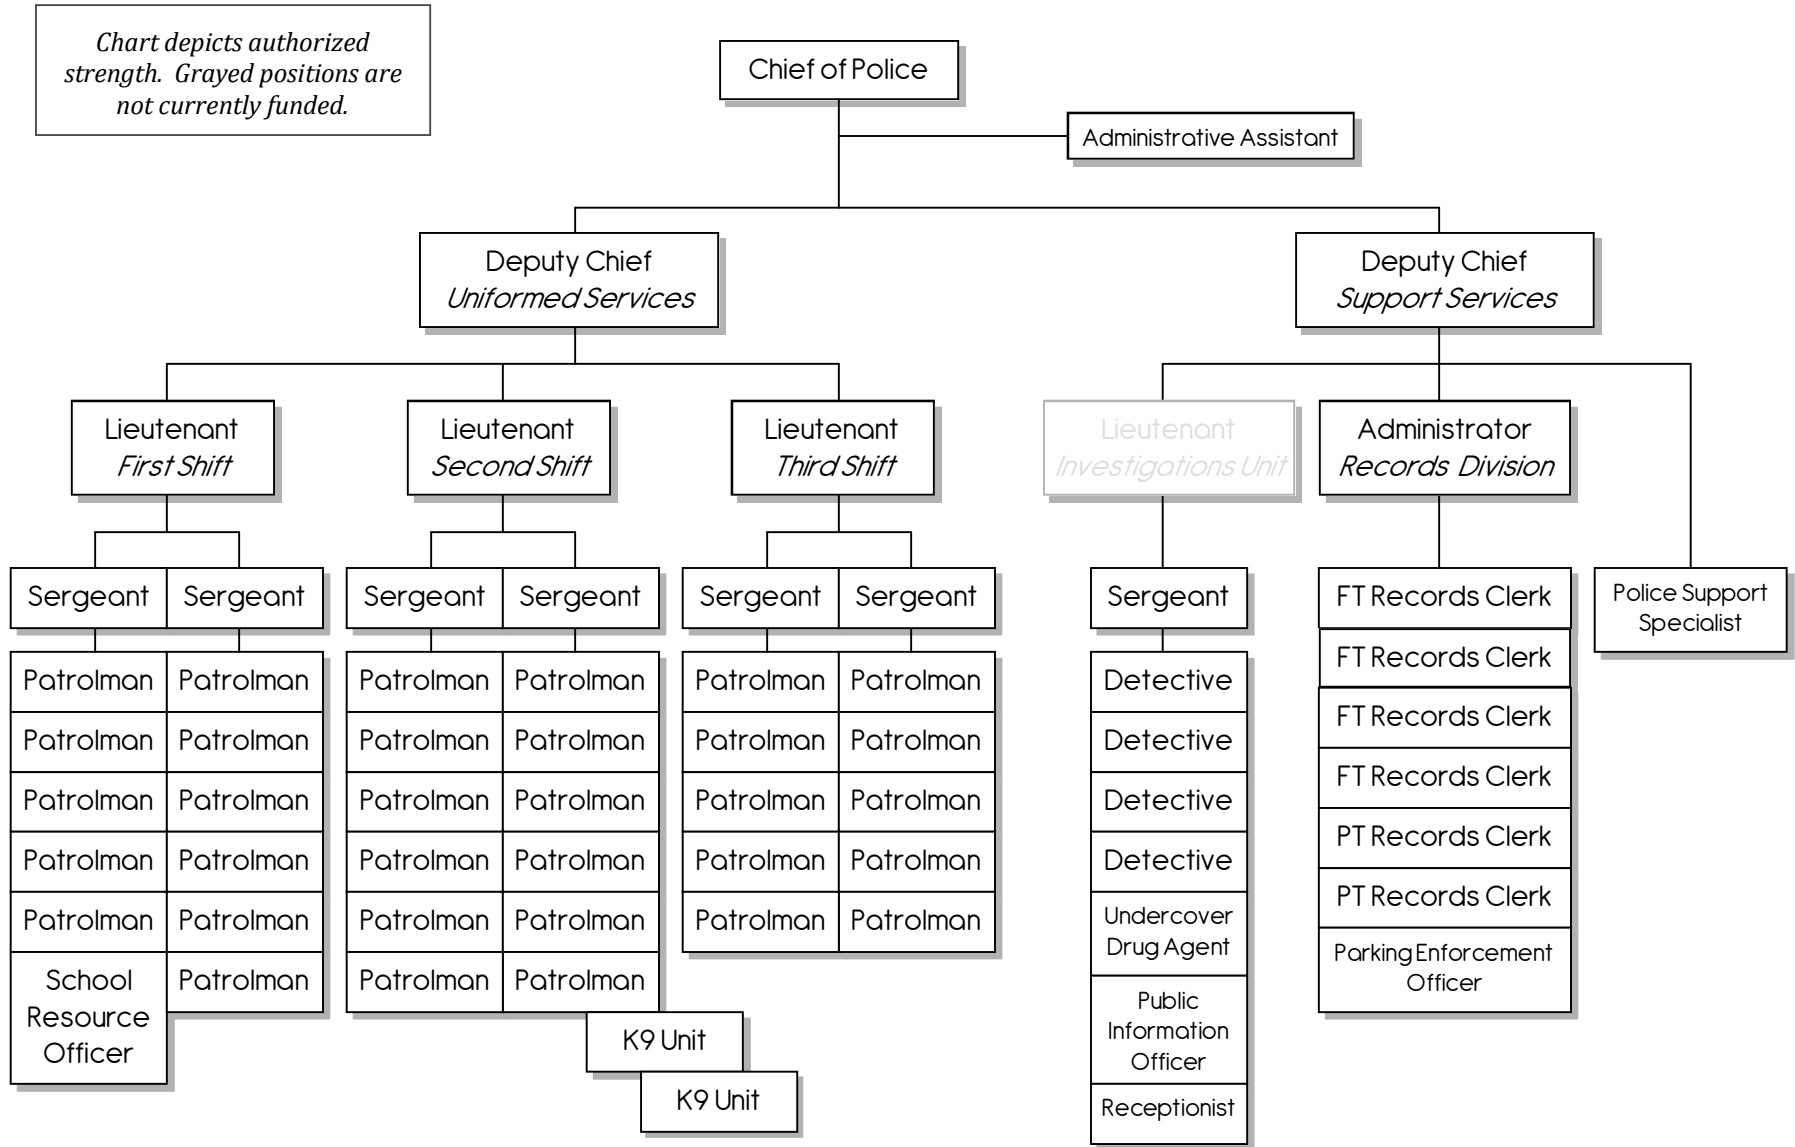 Chart depicts authorized
strength. Grayed positions are
not currently funded.
Chief of Police
Administrative Assistant
Deputy Chief
Uniformed Services
Deputy Chief
Support Services
Lieutenant
First Shift
Lieutenant
Second Shift
Lieutenant
Third Shift
Lieutenant
Investigations Unit
Administrator
Records Division
Sergeant
Sergeant
Patrolman
Patrolman
Patrolman
Patrolman
Patrolman
Patrolman
Patrolman
Patrolman
Patrolman
Patrolman
School
Resource
Officer
Patrolman
Sergeant
Sergeant
Patrolman
Patrolman
Patrolman
Patrolman
Patrolman
Patrolman
Patrolman
Patrolman
Patrolman
Patrolman
Patrolman
Patrolman
K9 Unit
K9 Unit
Sergeant
Sergeant
Patrolman
Patrolman
Patrolman
Patrolman
Patrolman
Patrolman
Patrolman
Patrolman
Patrolman
Patrolman
Sergeant
Detective
Detective
Detective
Detective
Undercover
Drug Agent
Public
Information
Officer
Receptionist
FT Records Clerk
FT Records Clerk
FT Records Clerk
FT Records Clerk
PT Records Clerk
PT Records Clerk
Parking Enforcement
Officer
Police Support
Specialist